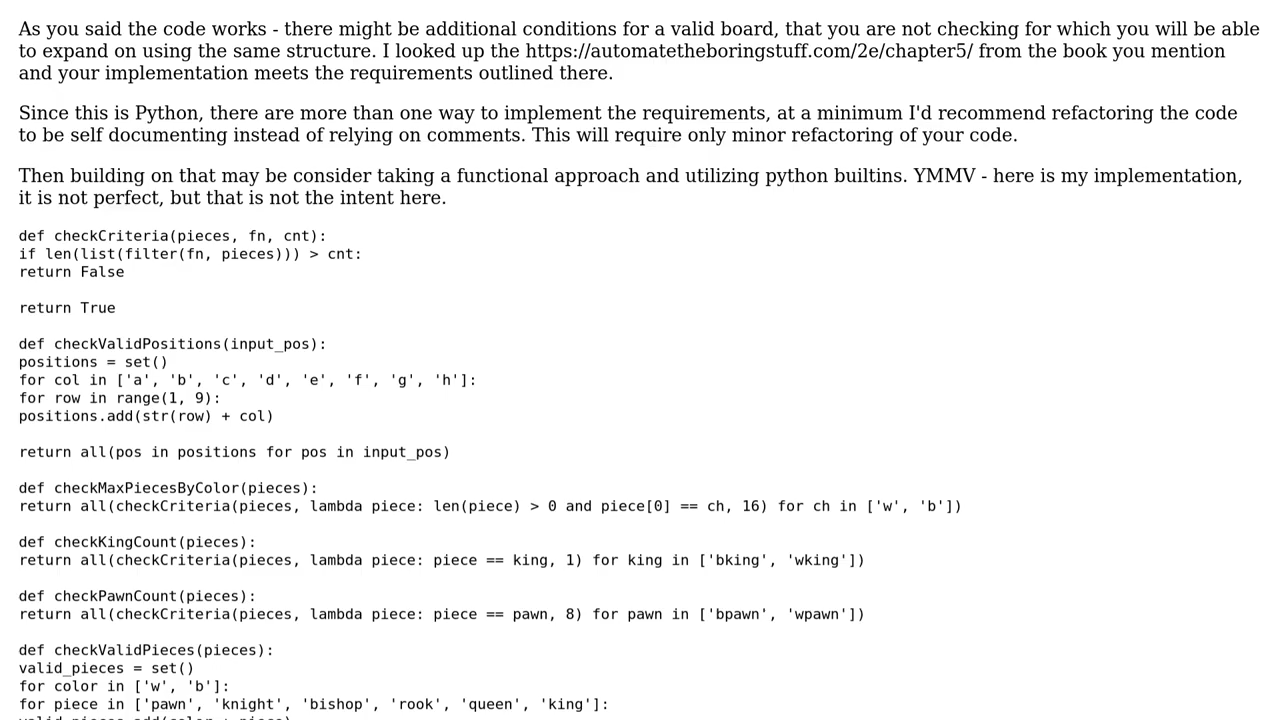 As you said the code works - there might be additional conditions for a valid board, that you are not checking for which you will be able
to expand on using the same structure. I looked up the https://automatetheboringstuff.com/2e/chapter5/ from the book you mention
and your implementation meets the requirements outlined there.
Since this is Python, there are more than one way to implement the requirements, at a minimum I'd recommend refactoring the code
to be self documenting instead of relying on comments. This will require only minor refactoring of your code.
Then building on that may be consider taking a functional approach and utilizing python builtins. YMMV - here is my implementation,
it is not perfect, but that is not the intent here.
def checkCriteria(pieces, fn, cnt):
if len(list(filter(fn, pieces))) > cnt:
return False
return True
def checkValidPositions(input_pos):
positions = set()
for col in ['a', 'b', 'c', 'd', 'e', 'f', 'g', 'h']:
for row in range(1, 9):
positions.add(str(row) + col)
return all(pos in positions for pos in input_pos)
def checkMaxPiecesByColor(pieces):
return all(checkCriteria(pieces, lambda piece: len(piece) > 0 and piece[0] == ch, 16) for ch in ['w', 'b'])
def checkKingCount(pieces):
return all(checkCriteria(pieces, lambda piece: piece == king, 1) for king in ['bking', 'wking'])
def checkPawnCount(pieces):
return all(checkCriteria(pieces, lambda piece: piece == pawn, 8) for pawn in ['bpawn', 'wpawn'])
def checkValidPieces(pieces):
valid_pieces = set()
for color in ['w', 'b']:
for piece in ['pawn', 'knight', 'bishop', 'rook', 'queen', 'king']: